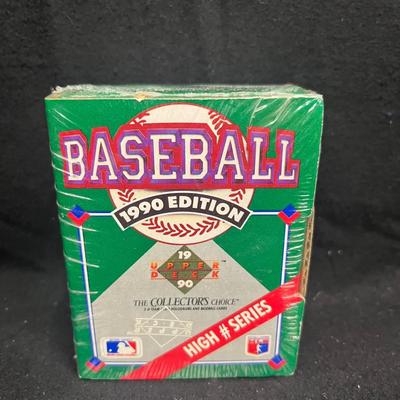 BASEBALL
1990 EDITION
19
UPPER
DECK
90
THE COLLECTOR'S CHOICE
HIGH # SERIES